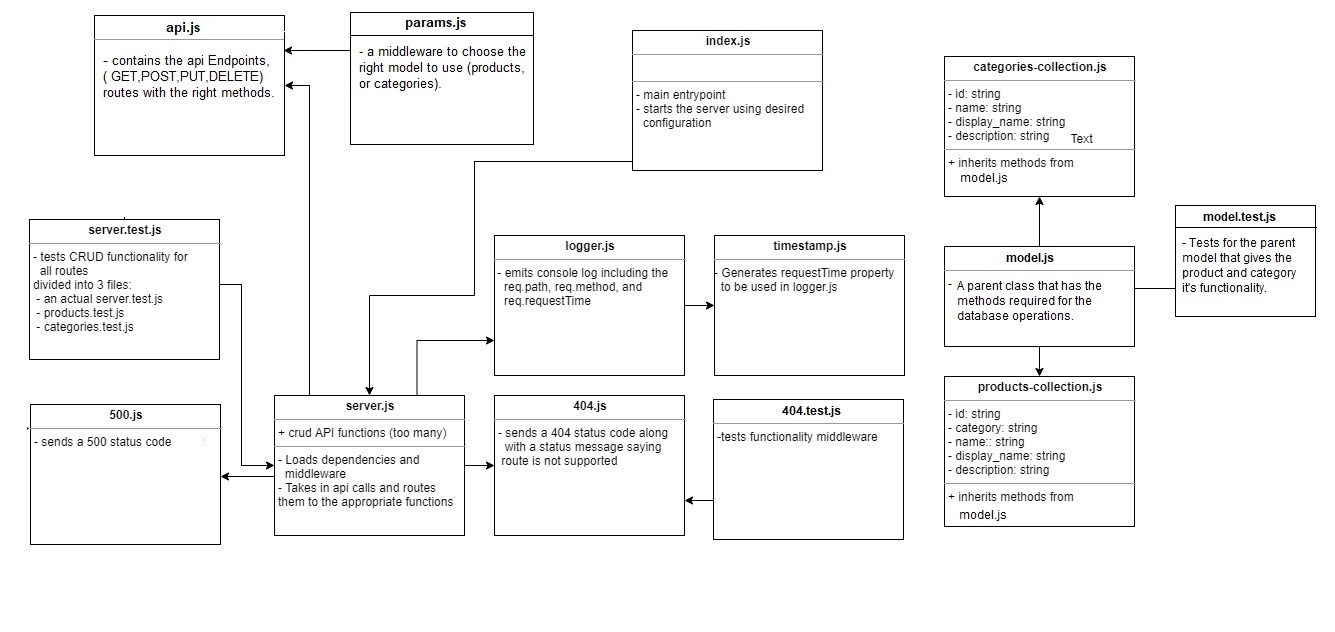 api.js
- contains the api Endpoints,
( GET,POST,PUT,DELETE)
routes with the right methods.
params.js
- a middleware to choose the
right model to use (products,
or categories).
index.js
- main entrypoint
- starts the server using desired
configuration
categories-collection.js
- id: string
- name: string
- display_name: string
- description: string
Text
+ inherits methods from
model.js
server.test.js
- tests CRUD functionality for
all routes
divided into 3 files:
- an actual server.test.js
- products.test.js
- categories.test.js
logger.js
- emits console log including the
req.path, req.method, and
req.requestTime
timestamp.js
- Generates requestTime property
to be used in logger.js
model.js
- A parent class that has the
methods required for the
database operations.
model.test.js
- Tests for the parent
model that gives the
product and category
it's functionality.
500.js
- sends a 500 status code
server.js
+ crud API functions (too many)
- Loads dependencies and
middleware
- Takes in api calls and routes
them to the appropriate functions
404.js
- sends a 404 status code along
with a status message saying
route is not supported
404.test.js
-tests functionality middleware
products-collection.js
- id: string
- category: string
- name:: string
- display_name: string
- description: string
+ inherits methods from
model.js